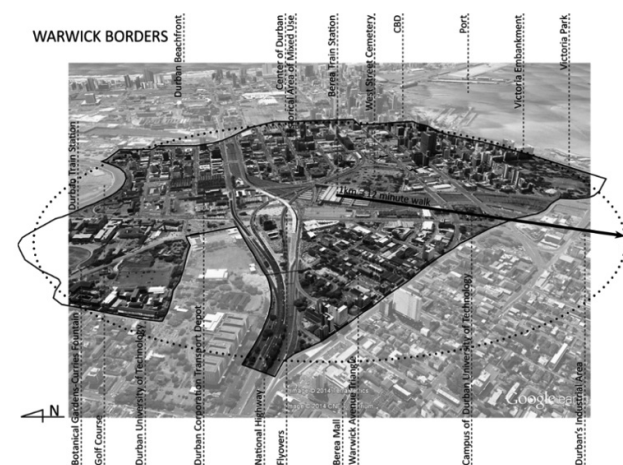 WARWICK BORDERS
Durban Beachfront
Center of Durban
orical Area of Mixed Use
Berea Train Station
West Street Cemetery
CBD
Port
Victoria Embankment
Victoria Park
Durban Train Station
1km = 12 minute walk
N
Botanical Gardens-Curries Fountain
Golf Course
Durban University of Technology
Durban Corporation Transport Depot
National Highway
Flyovers
Berea Mall
Warwick Avenue Triangle
Campus of Durban University of Technology
Durban's Industrial Area
Google